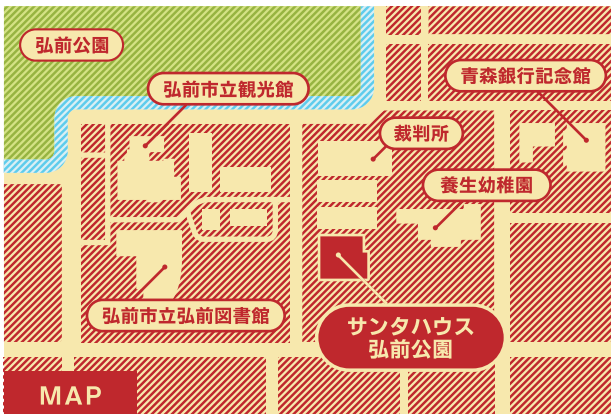 弘前公園
弘前市立観光館
青森銀行記念館
裁判所
養生幼稚園
弘前市立弘前図書館
サンタハウス
弘前公園
MAP